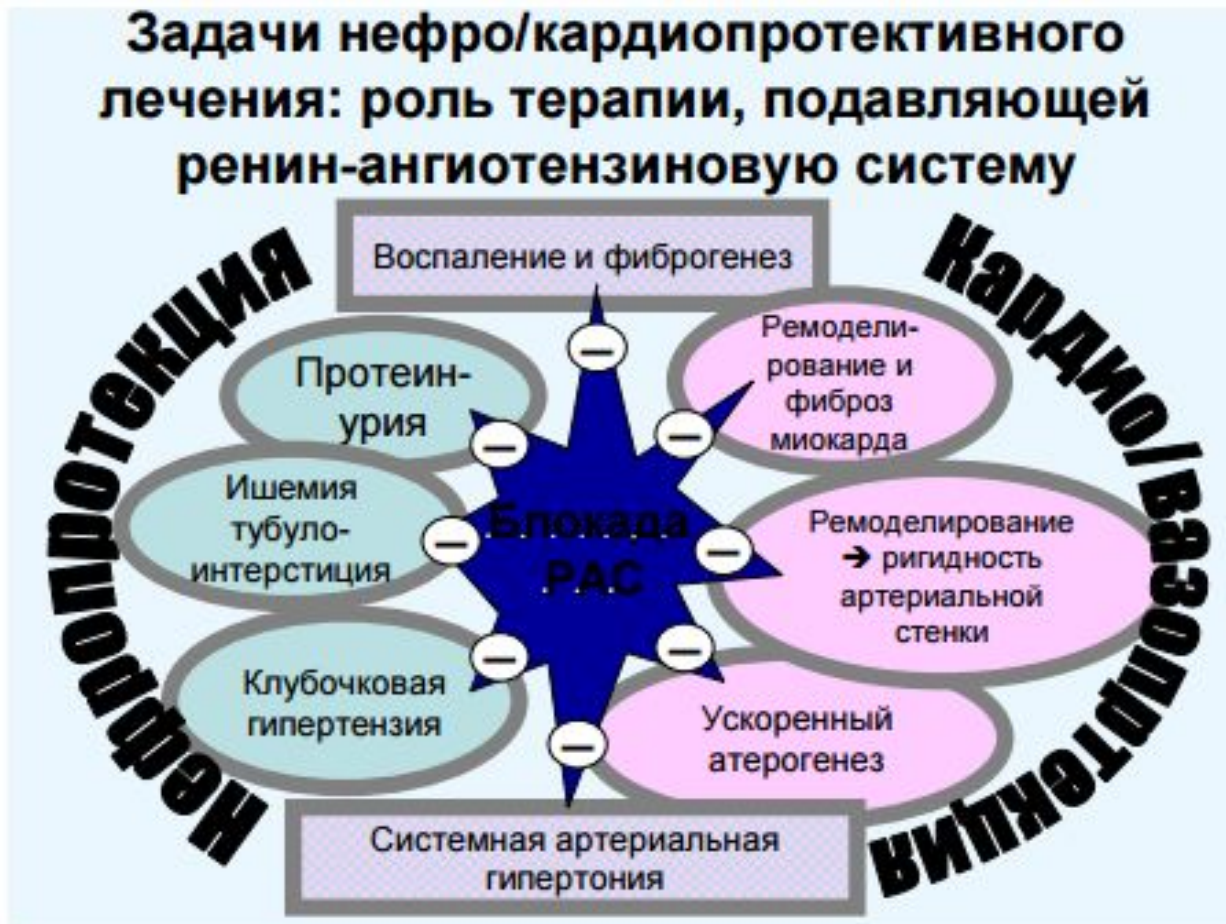 Задачи нефро/кардиопротективного
лечения: роль терапии, подавляющей
ренин-ангиотензиновую систему
Воспаление и фиброгенез
Нефропротекция
Кардио/вазопртекция
Протеин-
урия
Ремодели-
рование и
фиброз
миокарда
Ишемия
тубуло-
интерстиция
Блокада
РАС
Ремоделирование
➔ ригидность
артериальной
стенки
Клубочковая
гипертензия
Ускоренный
атерогенез
Системная артериальная
гипертония